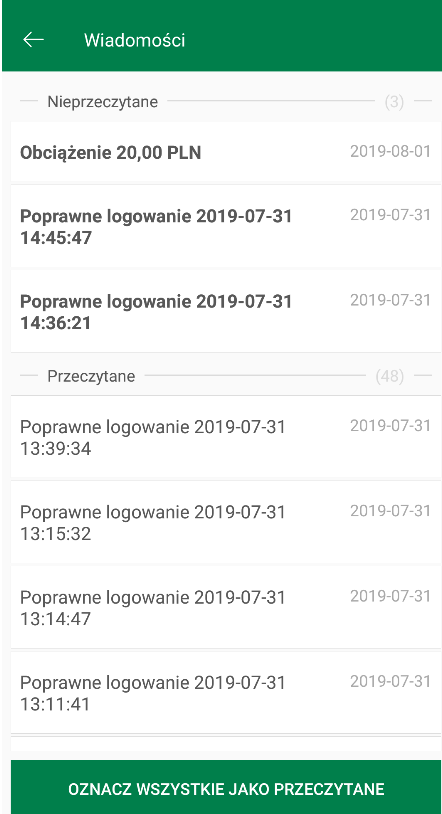 Wiadomości
Nieprzeczytane (3)
Obciążenie 20,00 PLN 2019-08-01
Poprawne logowanie 2019-07-31 2019-07-31
14:45:47
Poprawne logowanie 2019-07-31 2019-07-31
14:36:21
Przeczytane (48)
Poprawne logowanie 2019-07-31 2019-07-31
13:39:34
Poprawne logowanie 2019-07-31 2019-07-31
13:15:32
Poprawne logowanie 2019-07-31 2019-07-31
13:14:47
Poprawne logowanie 2019-07-31 2019-07-31
13:11:41
OZNACZ WSZYSTKIE JAKO PRZECZYTANE